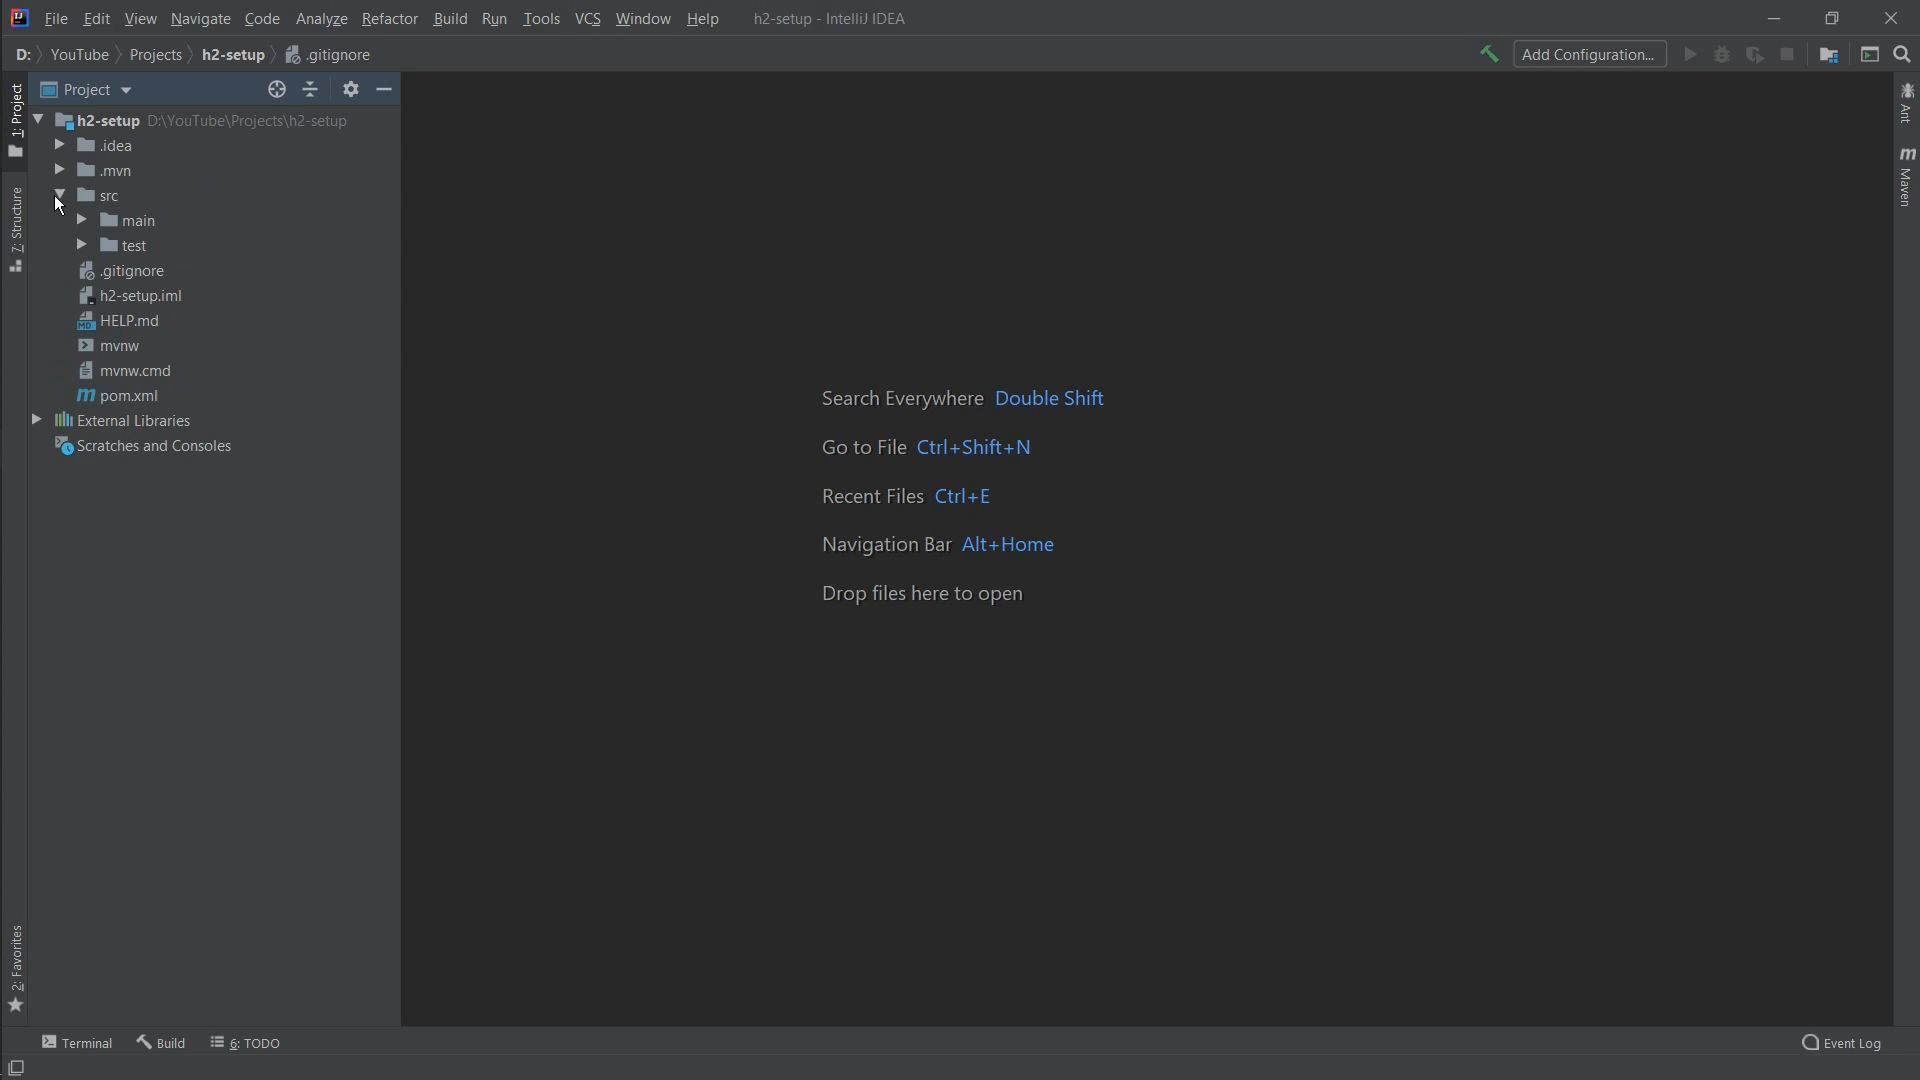 File Edit View Navigate Code Analyze Refactor Build Run Tools VCS Window Help h2-setup - IntelliJ IDEA
D: YouTube Projects h2-setup .gitignore Add Configuration...
Project
h2-setup D:\YouTube\Projects\h2-setup
.idea
.mvn
src
main
test
.gitignore
h2-setup.iml
HELP.md
mvnw
mvnw.cmd
pom.xml
External Libraries
Scratches and Consoles
1: Project
7: Structure
2: Favorites
Search Everywhere Double Shift
Go to File Ctrl+Shift+N
Recent Files Ctrl+E
Navigation Bar Alt+Home
Drop files here to open
Ant
m Maven
Terminal Build 6: TODO Event Log